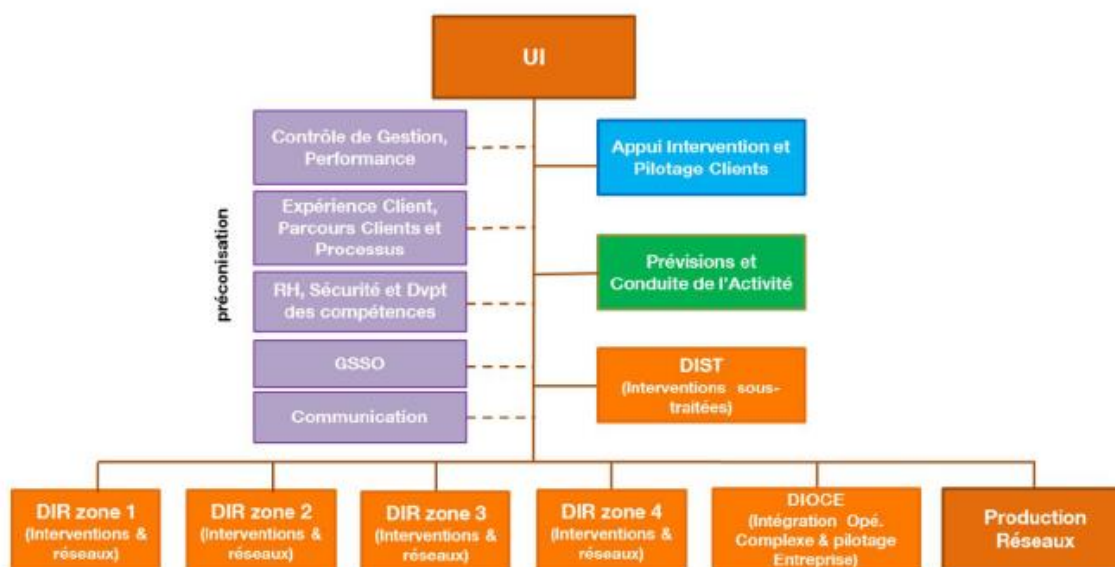 UI
Contrôle de Gestion,
Performance
Appui Intervention et
Pilotage Clients
préconisation
Expérience Client,
Parcours Clients et
Processus
Prévisions et
Conduite de l'Activité
RH, Sécurité et Dvpt
des compétences
GSSO
DIST
(Interventions sous-
traitées)
Communication
DIR zone 1
(Interventions &
réseaux)
DIR zone 2
(Interventions &
réseaux)
DIR zone 3
(Interventions &
réseaux)
DIR zone 4
(Interventions &
réseaux)
DIOCE
(Intégration Opé.
Complexe & pilotage
Entreprise)
Production
Réseaux